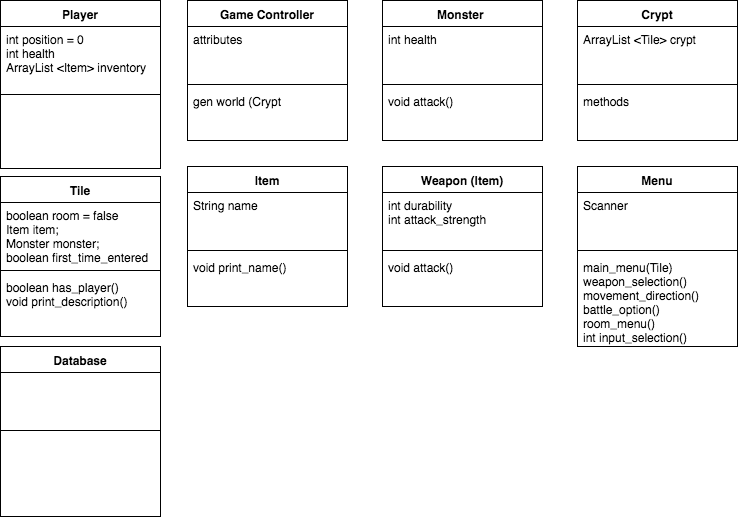 Player
int position = 0
int health
ArrayList <Item> inventory
Game Controller
attributes
gen world (Crypt
Monster
int health
void attack()
Crypt
ArrayList <Tile> crypt
methods
Tile
boolean room = false
Item item;
Monster monster;
boolean first_time_entered
boolean has_player()
void print_description()
Item
String name
void print_name()
Weapon (Item)
int durability
int attack_strength
void attack()
Menu
Scanner
main_menu(Tile)
weapon_selection()
movement_direction()
battle_option()
room_menu()
int input_selection()
Database